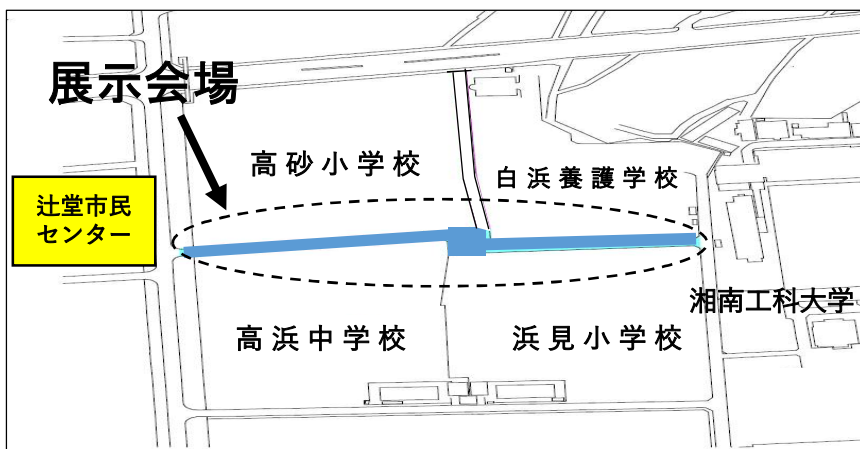 展示会場
高砂小学校
白浜養護学校
辻堂市民
センター
湘南工科大学
高浜中学校
浜見小学校